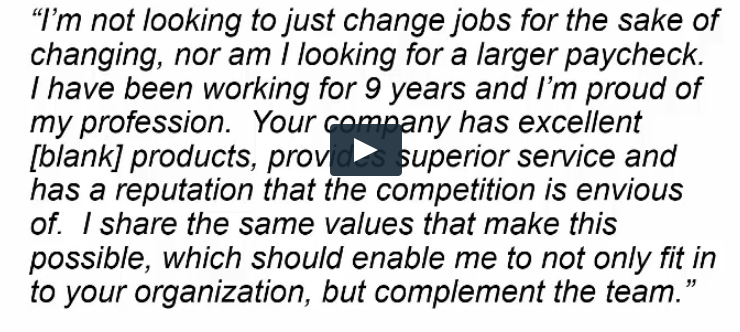 “I’m not looking to just change jobs for the sake of
changing, nor am I looking for a larger paycheck.
I have been working for 9 years and I’m proud of
my profession.  Your company has excellent
[blank] products, provides superior service and
has a reputation that the competition is envious
of.  I share the same values that make this
possible, which should enable me to not only fit in
to your organization, but complement the team.”